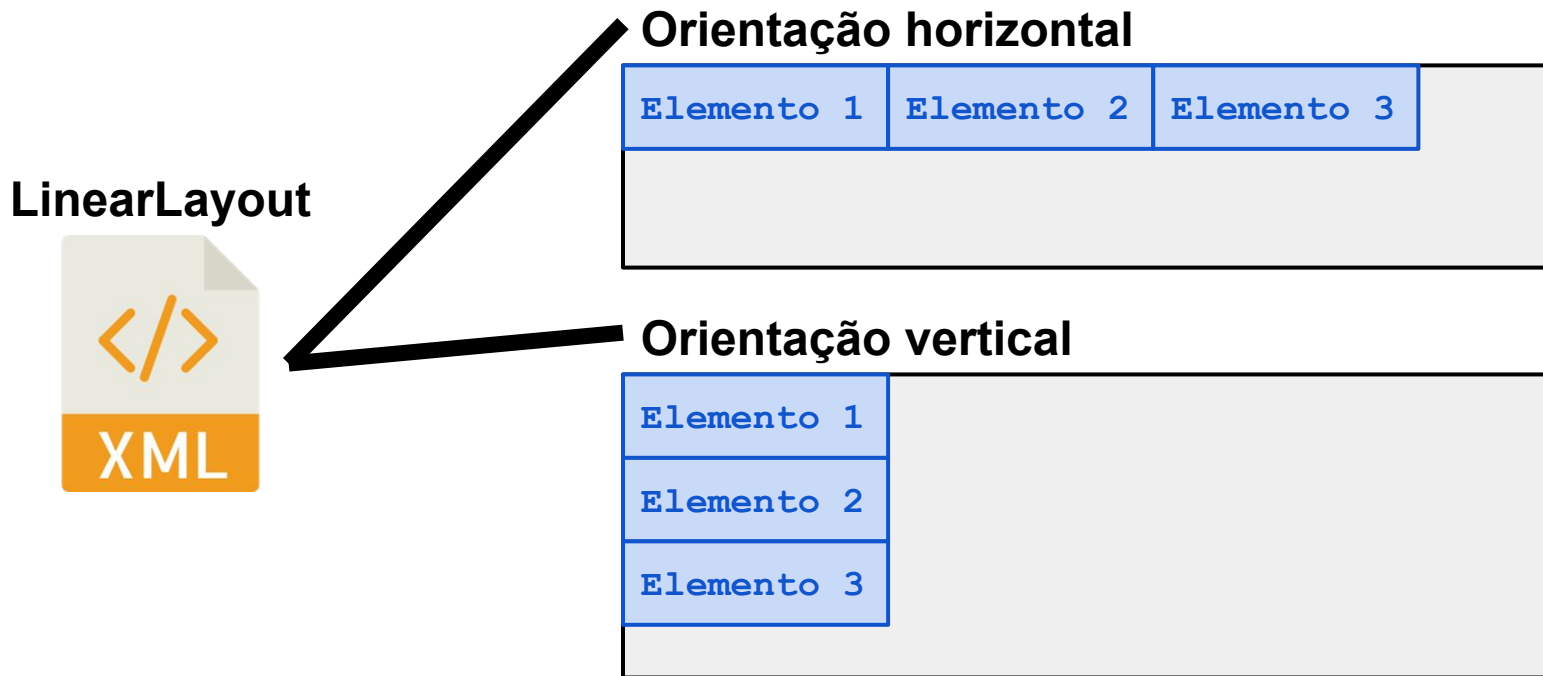 Orientação horizontal
Elemento 1 Elemento 2 Elemento 3
LinearLayout
</>
XML
Orientação vertical
Elemento 1
Elemento 2
Elemento 3